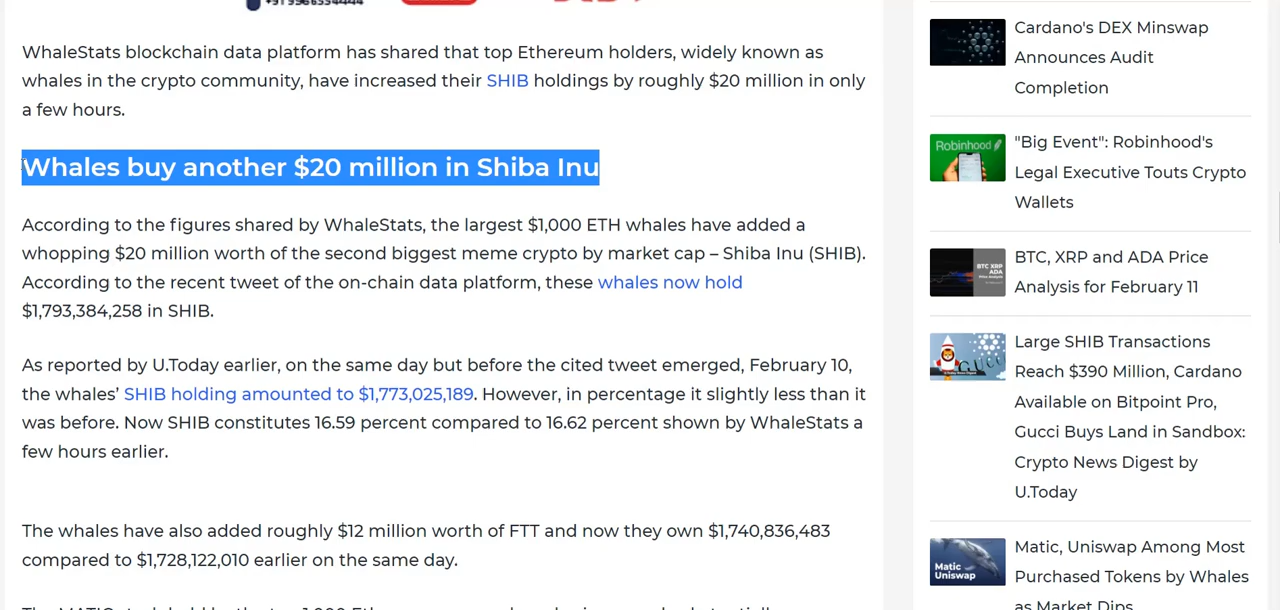 WhaleStats blockchain data platform has shared that top Ethereum holders, widely known as
whales in the crypto community, have increased their SHIB holdings by roughly $20 million in only
a few hours.
Whales buy another $20 million in Shiba Inu
According to the figures shared by WhaleStats, the largest $1,000 ETH whales have added a
whopping $20 million worth of the second biggest meme crypto by market cap – Shiba Inu (SHIB).
According to the recent tweet of the on-chain data platform, these whales now hold
$1,793,384,258 in SHIB.
As reported by U.Today earlier, on the same day but before the cited tweet emerged, February 10,
the whales’ SHIB holding amounted to $1,773,025,189. However, in percentage it slightly less than it
was before. Now SHIB constitutes 16.59 percent compared to 16.62 percent shown by WhaleStats a
few hours earlier.
The whales have also added roughly $12 million worth of FTT and now they own $1,740,836,483
compared to $1,728,122,010 earlier on the same day.
Cardano's DEX Minswap
Announces Audit
Completion
Robinhood
"Big Event": Robinhood's
Legal Executive Touts Crypto
Wallets
BTC XRP
ADA
BTC, XRP and ADA Price
Analysis for February 11
Large SHIB Transactions
Reach $390 Million, Cardano
Available on Bitpoint Pro,
Gucci Buys Land in Sandbox:
Crypto News Digest by
U.Today
Matic
Uniswap
Matic, Uniswap Among Most
Purchased Tokens by Whales
as Market Dips